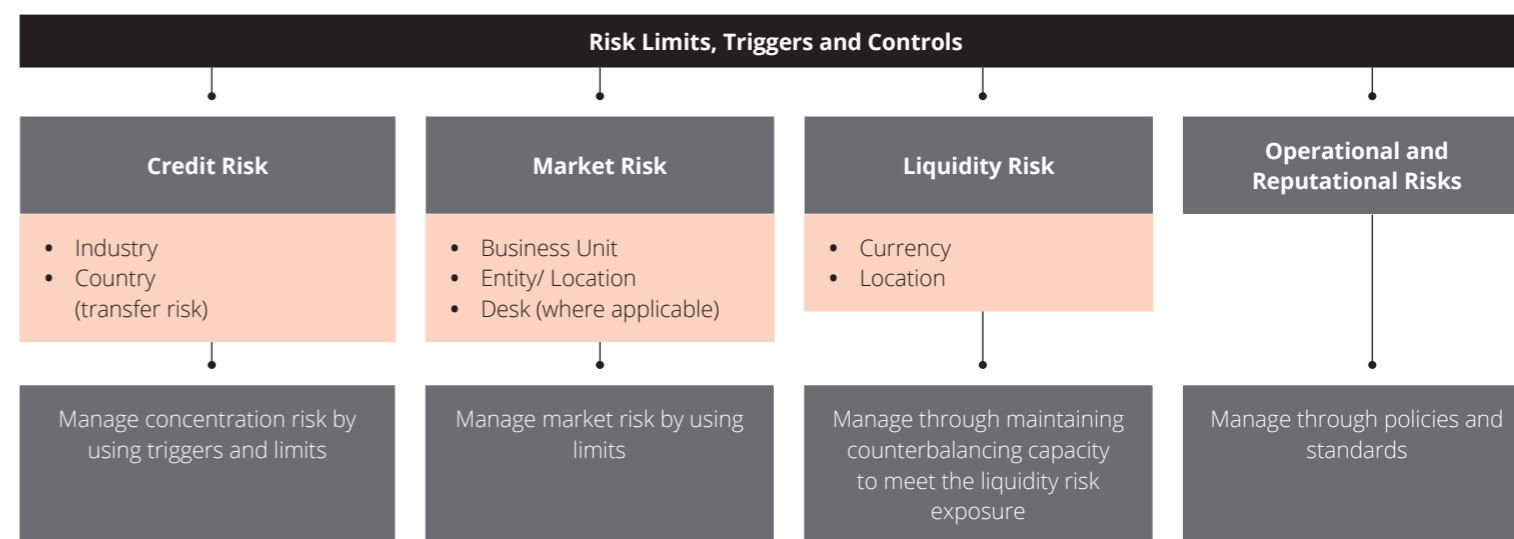 Risk Limits, Triggers and Controls
Credit Risk
• Industry
• Country
(transfer risk)
Manage concentration risk by
using triggers and limits
Market Risk
• Business Unit
• Entity/ Location
• Desk (where applicable)
Manage market risk by using
limits
Liquidity Risk
• Currency
• Location
Manage through maintaining
counterbalancing capacity
to meet the liquidity risk
exposure
Operational and
Reputational Risks
Manage through policies and
standards